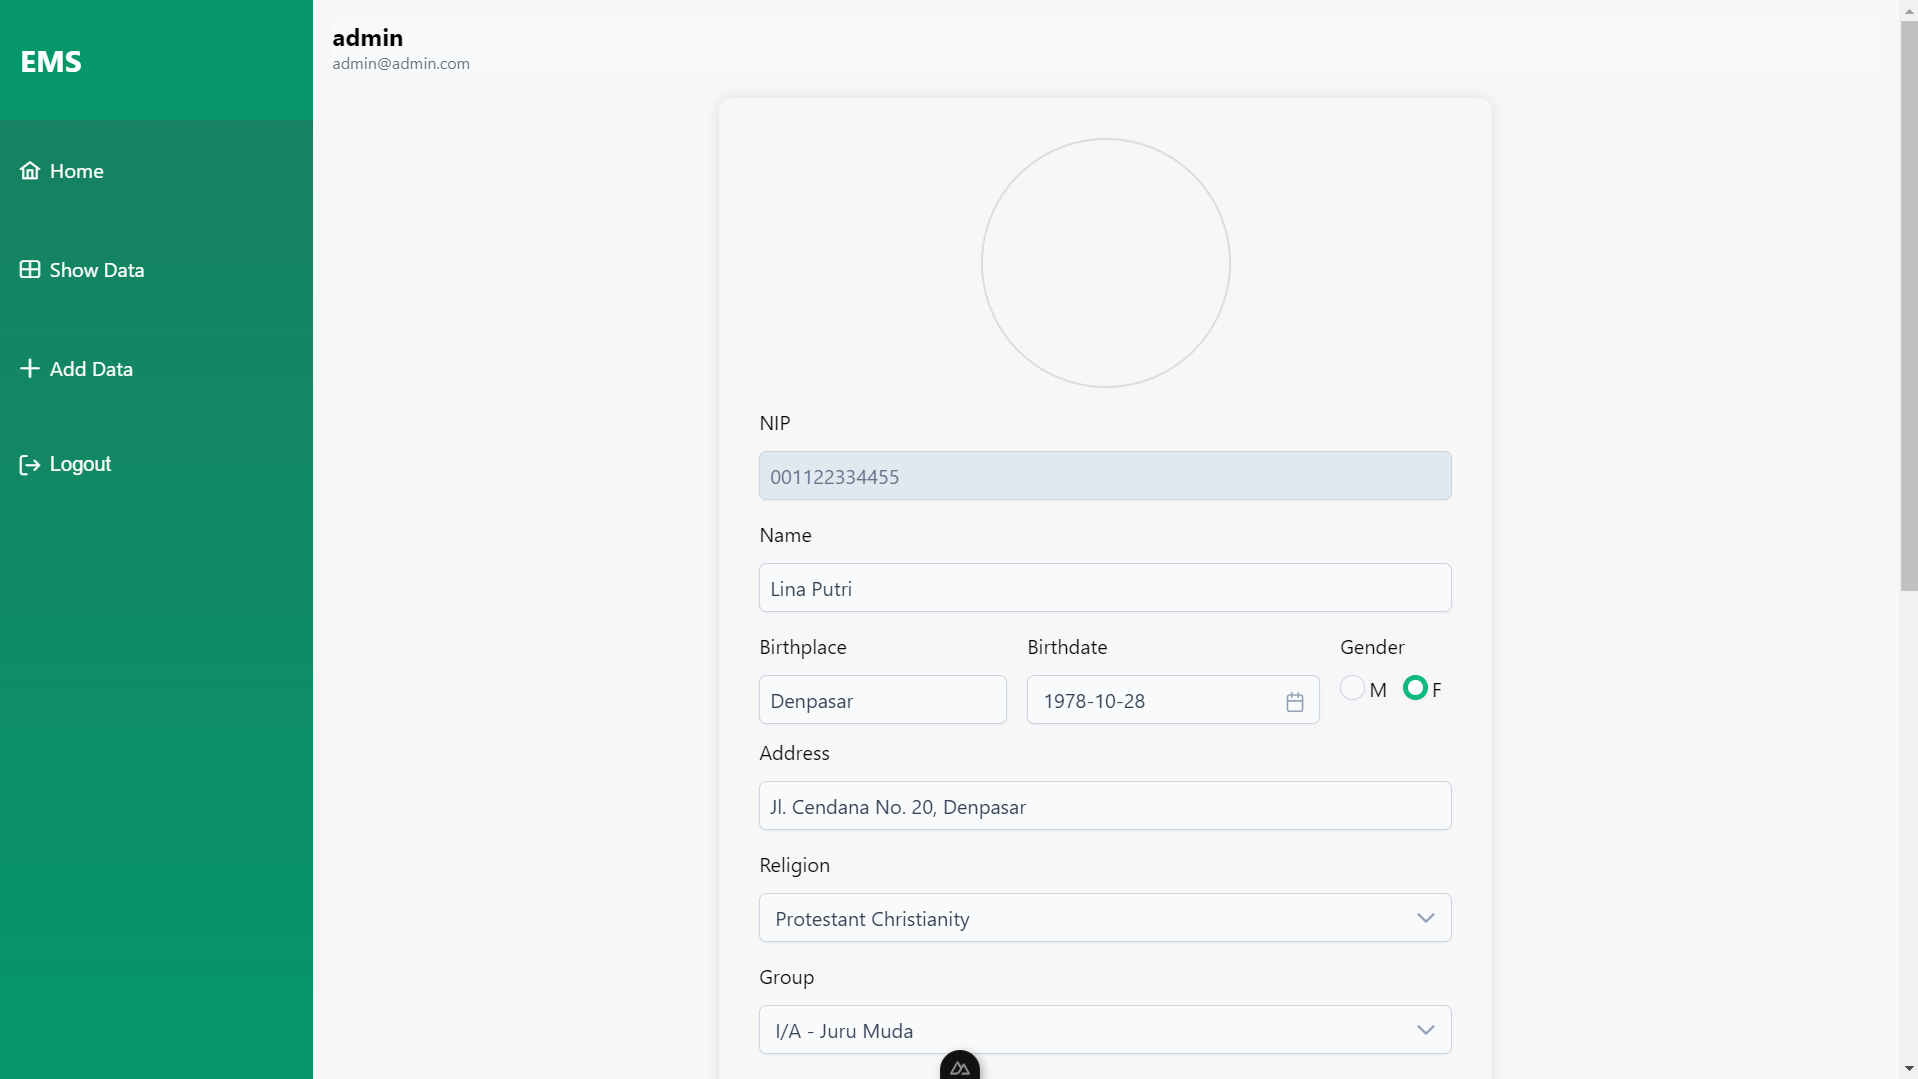 EMS
Home
Show Data
Add Data
Logout
admin
admin@admin.com
NIP
001122334455
Name
Lina Putri
Birthplace
Birthdate
Gender
Denpasar
1978-10-28
M
F
Address
Jl. Cendana No. 20, Denpasar
Religion
Protestant Christianity
Group
I/A - Juru Muda